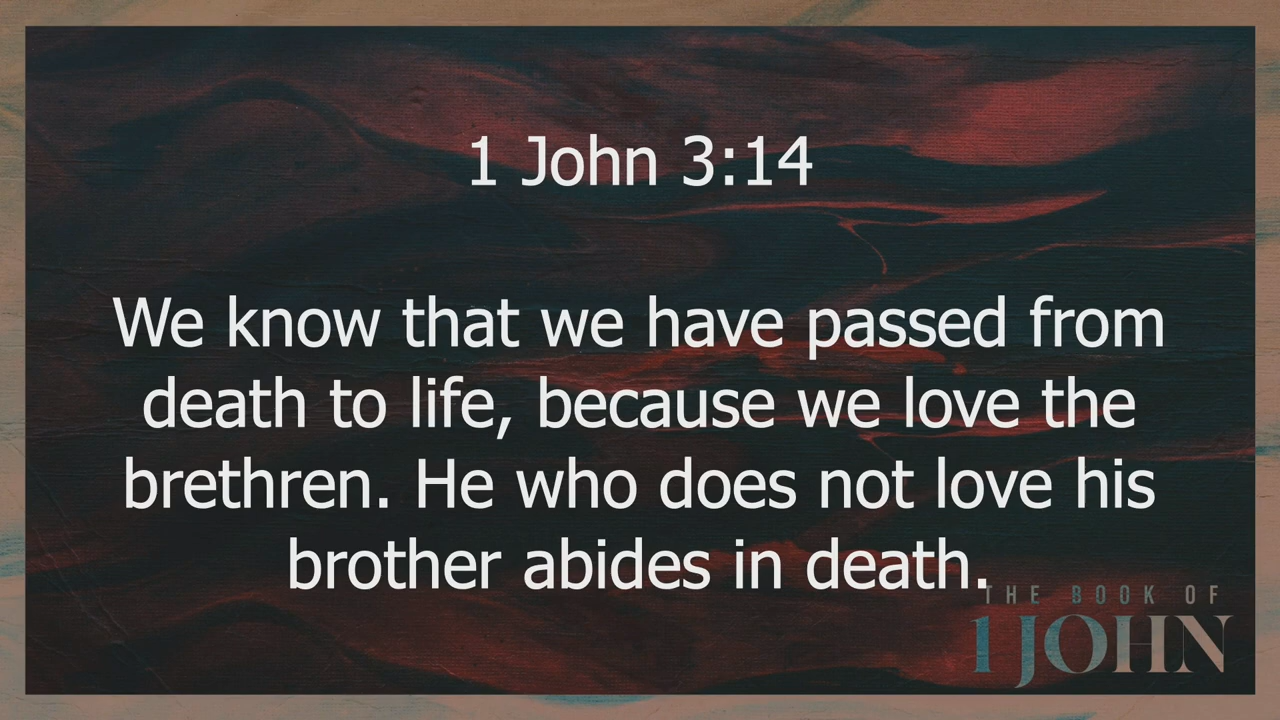 1 John 3:14
We know that we have passed from
death to life, because we love the
brethren. He who does not love his
brother abides in death.
THE BOOK OF
1 JOHN